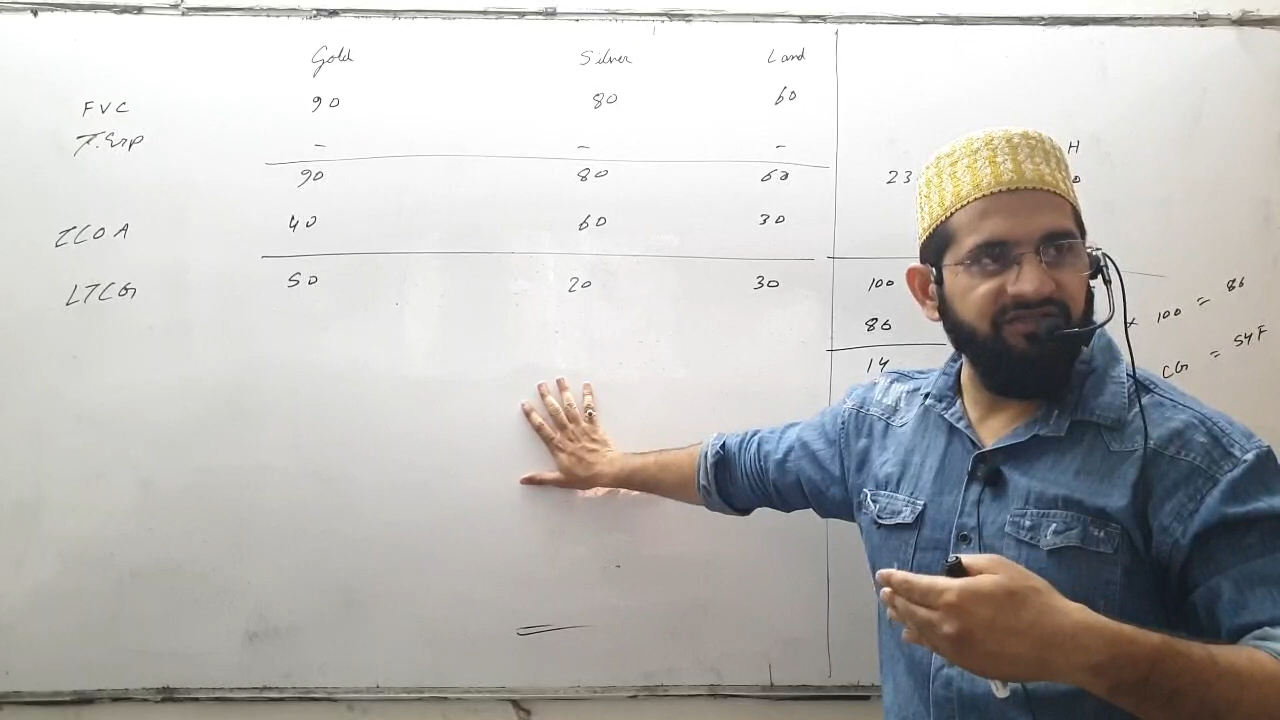 Gold Silver Land
FVC 90 80 60
T.Exp - - -
90 80 60
ICOA 40 60 30
LTCG 50 20 30
H
23
100
86
14
× 100 = 86
CG = 54F